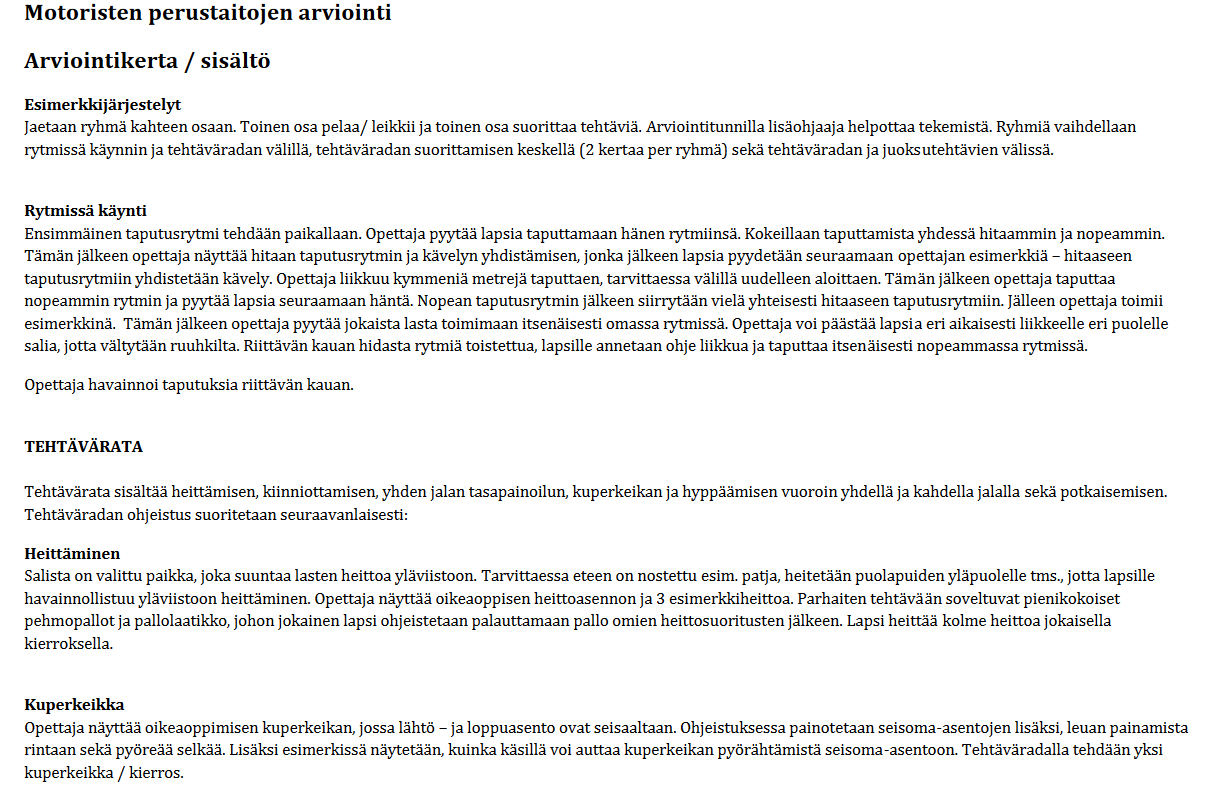 Motoristen perustaitojen arviointi
Arviointikerta / sisältö
Esimerkkijärjestelyt
Jaetaan ryhmä kahteen osaan. Toinen osa pelaa/ leikkii ja toinen osa suorittaa tehtäviä. Arviointitunnilla lisäohjaaja helpottaa tekemistä. Ryhmiä vaihdellaan
rytmissä käynnin ja tehtäväradan välillä, tehtäväradan suorittamisen keskellä (2 kertaa per ryhmä) sekä tehtäväradan ja juoksutehtävien välissä.
Rytmissä käynti
Ensimmäinen taputusrytmi tehdään paikallaan. Opettaja pyytää lapsia taputtamaan hänen rytmiinsä. Kokeillaan taputtamista yhdessä hitaammin ja nopeammin.
Tämän jälkeen opettaja näyttää hitaan taputusrytmin ja kävelyn yhdistämisen, jonka jälkeen lapsia pyydetään seuraamaan opettajan esimerkkiä – hitaaseen
taputusrytmiin yhdistetään kävely. Opettaja liikkuu kymmeniä metrejä taputtaen, tarvittaessa välillä uudelleen aloittaen. Tämän jälkeen opettaja taputtaa
nopeammin rytmin ja pyytää lapsia seuraamaan häntä. Nopean taputusrytmin jälkeen siirrytään vielä yhteisesti hitaaseen taputusrytmiin. Jälleen opettaja toimii
esimerkkinä.  Tämän jälkeen opettaja pyytää jokaista lasta toimimaan itsenäisesti omassa rytmissä. Opettaja voi päästää lapsia eri aikaisesti liikkeelle eri puolelle
salia, jotta vältytään ruuhkilta. Riittävän kauan hidasta rytmiä toistettua, lapsille annetaan ohje liikkua ja taputtaa itsenäisesti nopeammassa rytmissä.
Opettaja havainnoi taputuksia riittävän kauan.
TEHTÄVÄRATA
Tehtävärata sisältää heittämisen, kiinniottamisen, yhden jalan tasapainoilun, kuperkeikan ja hyppäämisen vuoroin yhdellä ja kahdella jalalla sekä potkaisemisen.
Tehtäväradan ohjeistus suoritetaan seuraavanlaisesti:
Heittäminen
Salista on valittu paikka, joka suuntaa lasten heittoa yläviistoon. Tarvittaessa eteen on nostettu esim. patja, heitetään puolapuiden yläpuolelle tms., jotta lapsille
havainnollistuu yläviistoon heittäminen. Opettaja näyttää oikeaoppisen heittoasennon ja 3 esimerkkiheittoa. Parhaiten tehtävään soveltuvat pienikokoiset
pehmopallot ja pallolaatikko, johon jokainen lapsi ohjeistetaan palauttamaan pallo omien heittosuoritusten jälkeen. Lapsi heittää kolme heittoa jokaisella
kierroksella.
Kuperkeikka
Opettaja näyttää oikeaoppimisen kuperkeikan, jossa lähtö – ja loppuasento ovat seisaaltaan. Ohjeistuksessa painotetaan seisoma-asentojen lisäksi, leuan painamista
rintaan sekä pyöreää selkää. Lisäksi esimerkissä näytetään, kuinka käsillä voi auttaa kuperkeikan pyörähtämistä seisoma-asentoon. Tehtäväradalla tehdään yksi
kuperkeikka / kierros.